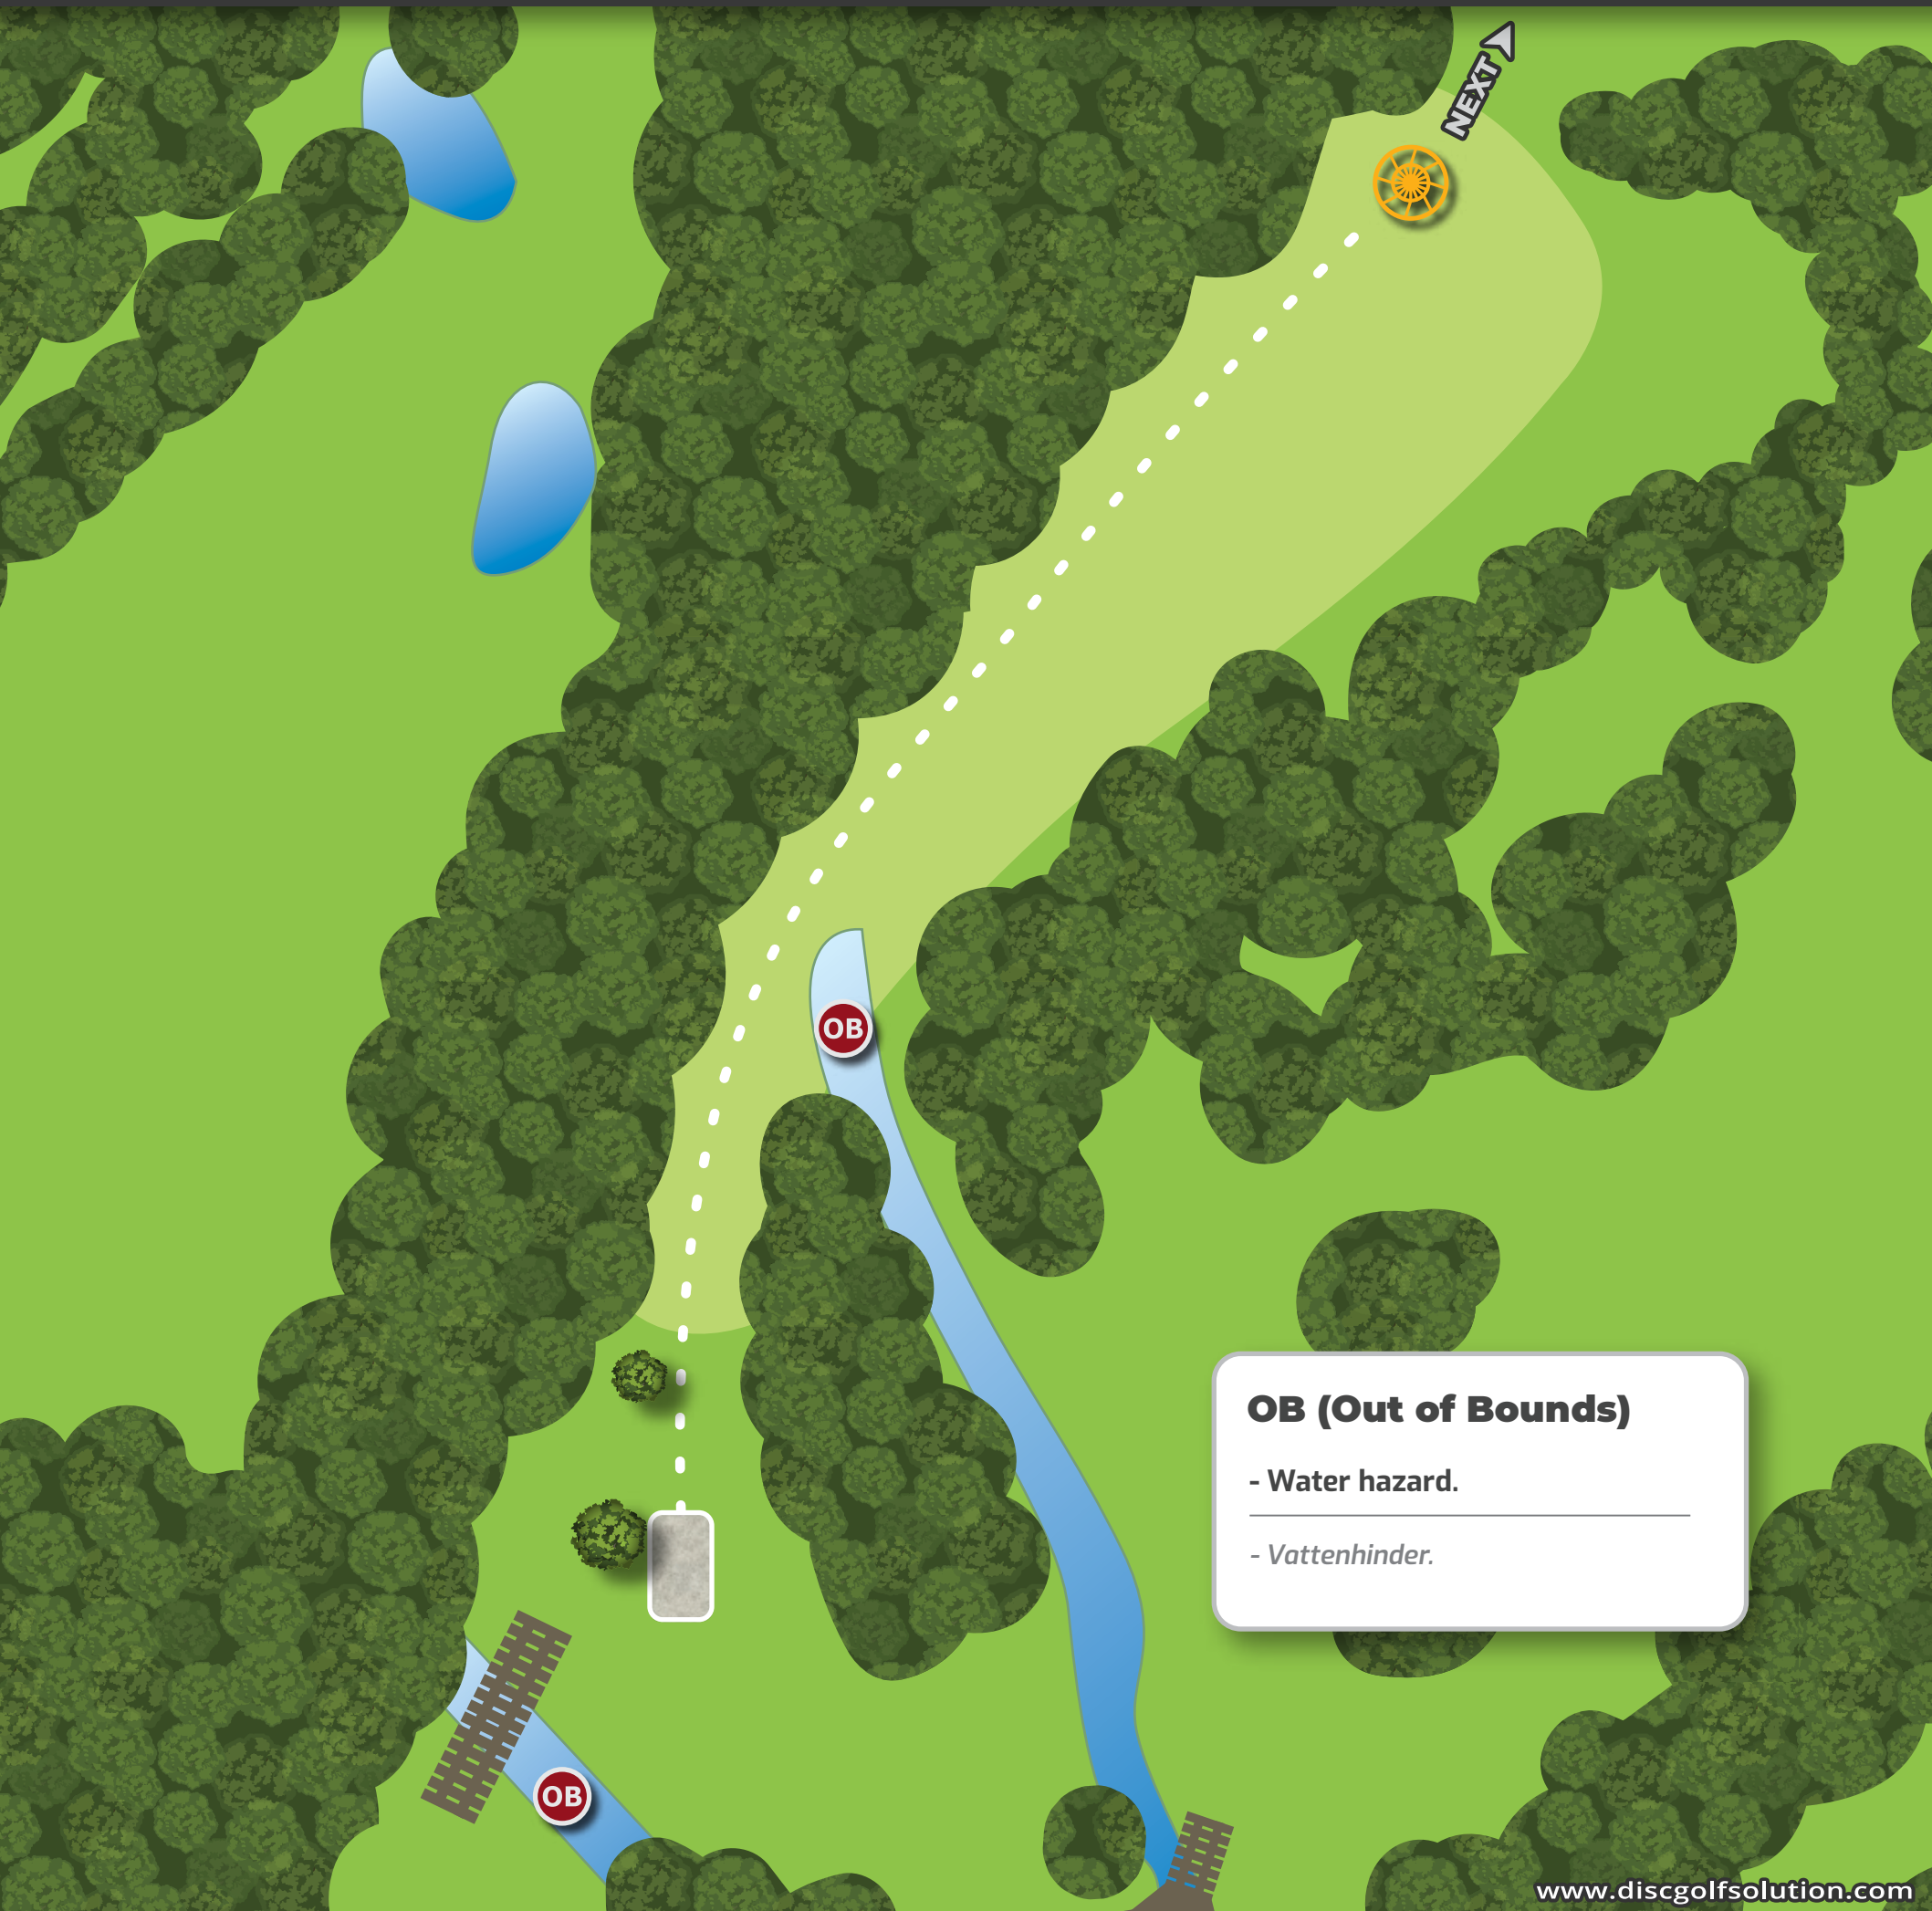 NEXT
OB
OB (Out of Bounds)
- Water hazard.
- Vattenhinder.
OB
www.discgolfsolution.com